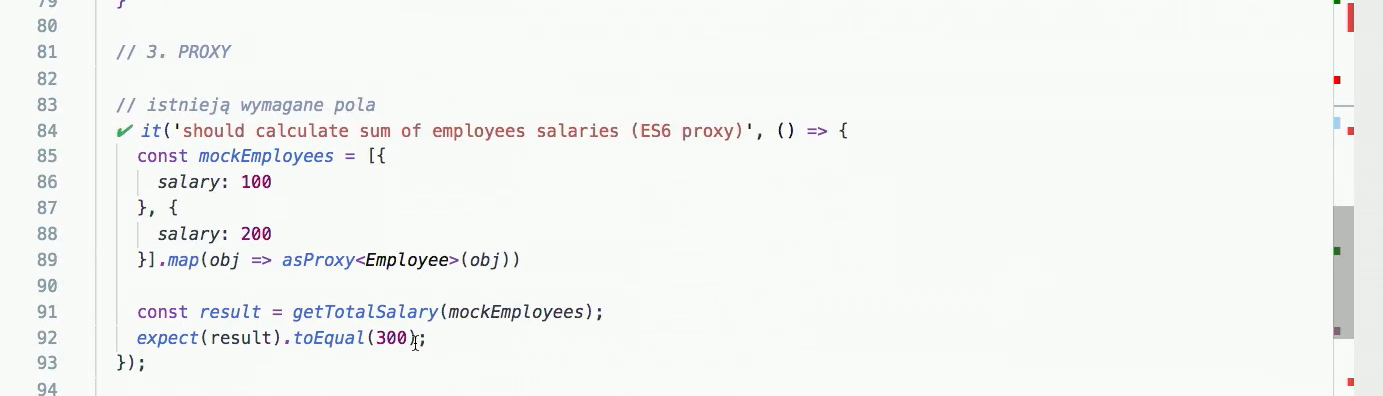 79 }
80
81 // 3. PROXY
82
83 // istnieją wymagane pola
84 ✔ it('should calculate sum of employees salaries (ES6 proxy)', () => {
85 const mockEmployees = [{
86 salary: 100
87 }, {
88 salary: 200
89 }].map(obj => asProxy<Employee>(obj))
90
91 const result = getTotalSalary(mockEmployees);
92 expect(result).toEqual(300);
93 });
94